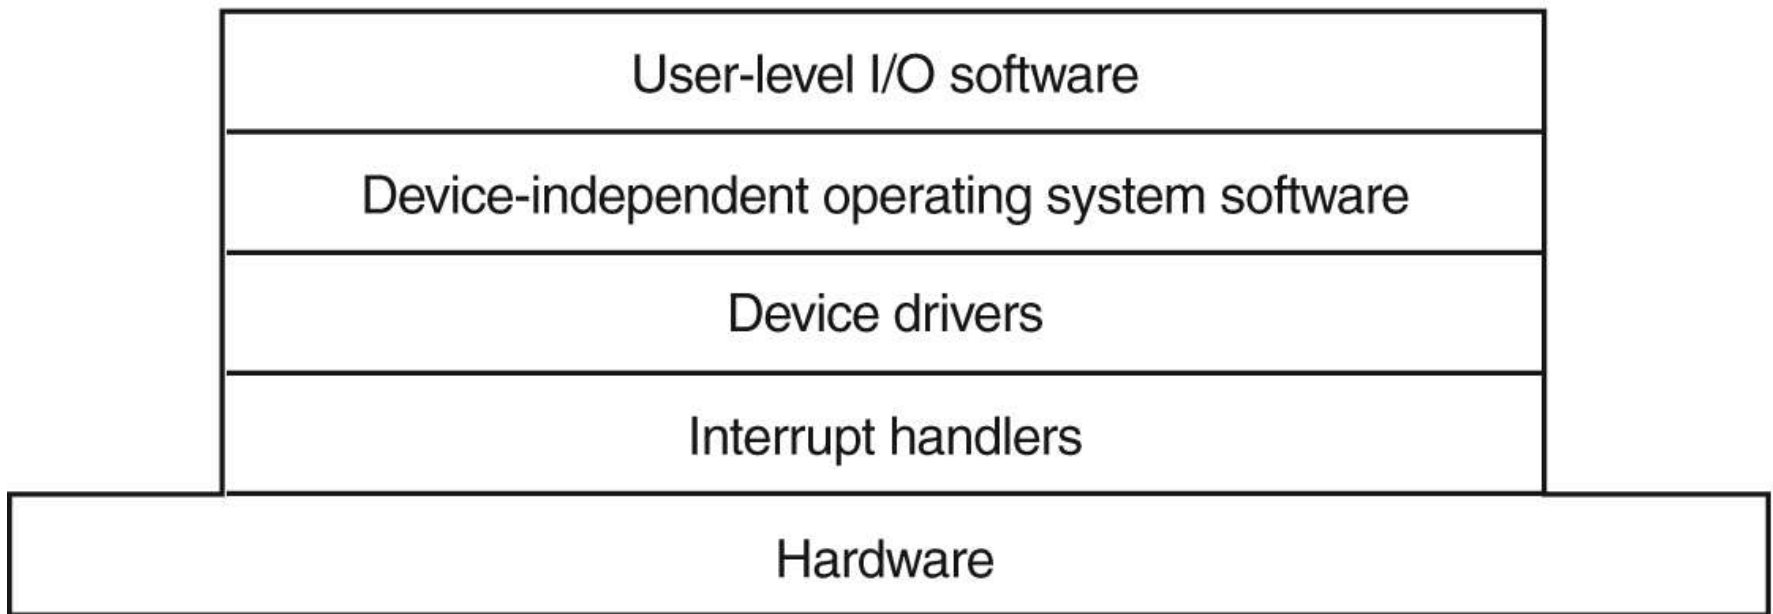 User-level I/O software
Device-independent operating system software
Device drivers
Interrupt handlers
Hardware